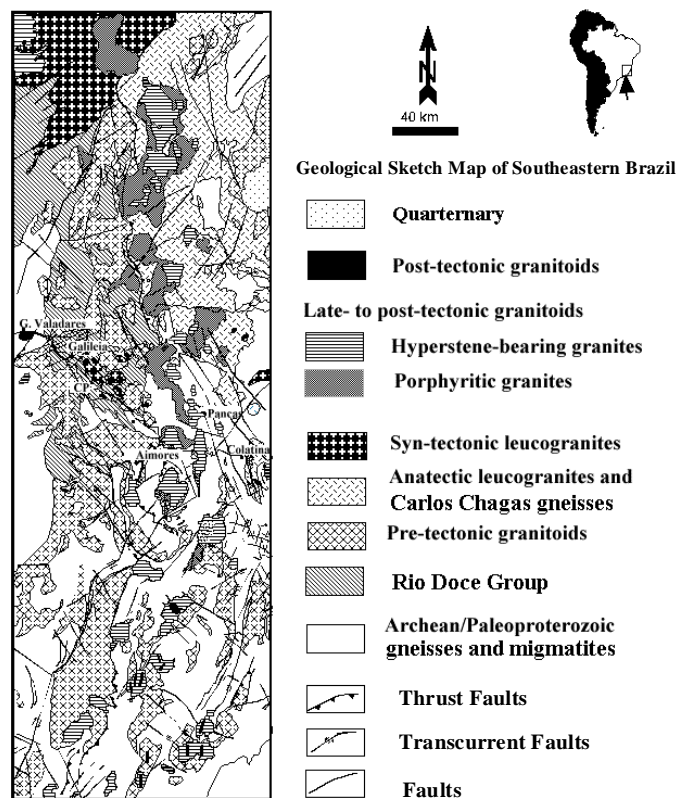 N
40 km
Geological Sketch Map of Southeastern Brazil
Quarternary
Post-tectonic granitoids
Late- to post-tectonic granitoids
Hyperstene-bearing granites
Porphyritic granites
Syn-tectonic leucogranites
Anatectic leucogranites and
Carlos Chagas gneisses
Pre-tectonic granitoids
Rio Doce Group
Archean/Paleoproterozoic
gneisses and migmatites
Thrust Faults
Transcurrent Faults
Faults
G. Valadares
Galileia
CP
Pancas
Aimores
Colatina